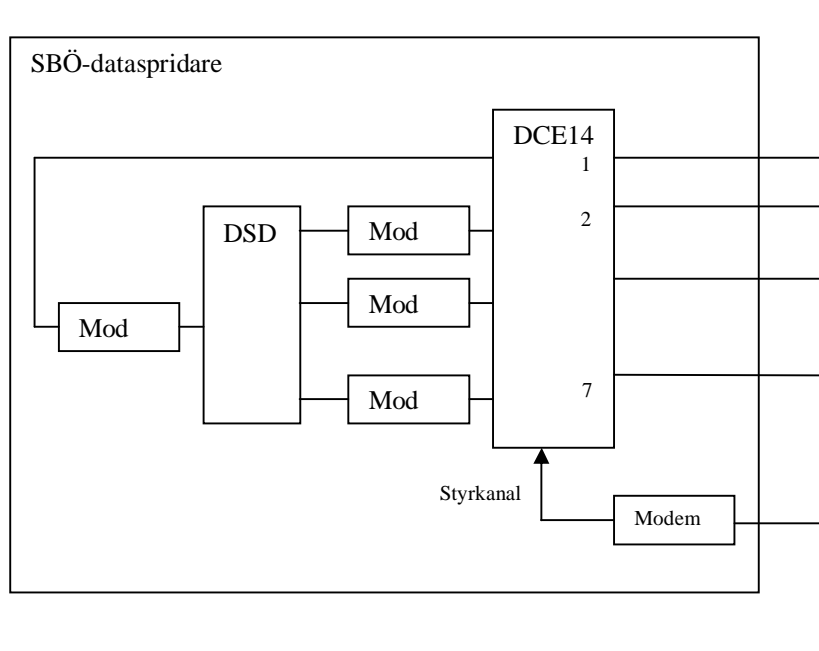 SBÖ-dataspridare
DCE14
1
DSD
Mod
2
Mod
Mod
Mod
7
Styrkanal
Modem